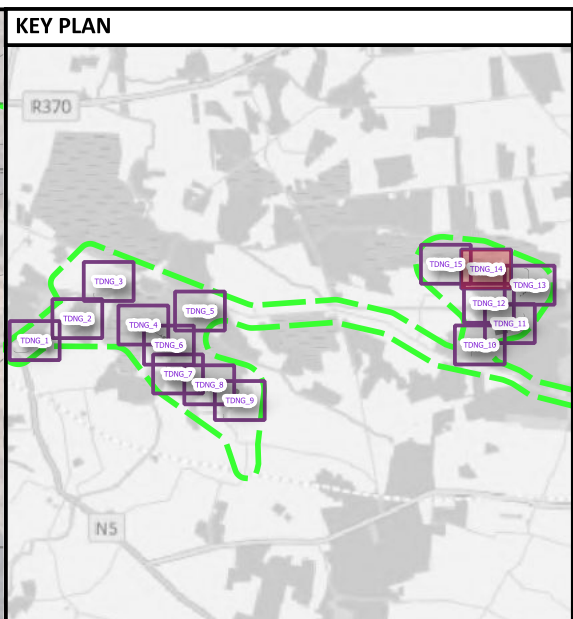 KEY PLAN
R370
TDNG_15
TDNG_14
TDNG_13
TDNG_3
TDNG_12
TDNG_5
TDNG_2
TDNG_4
TDNG_11
TDNG_1
TDNG_6
TDNG_10
TDNG_7
TDNG_8
TDNG_9
N5